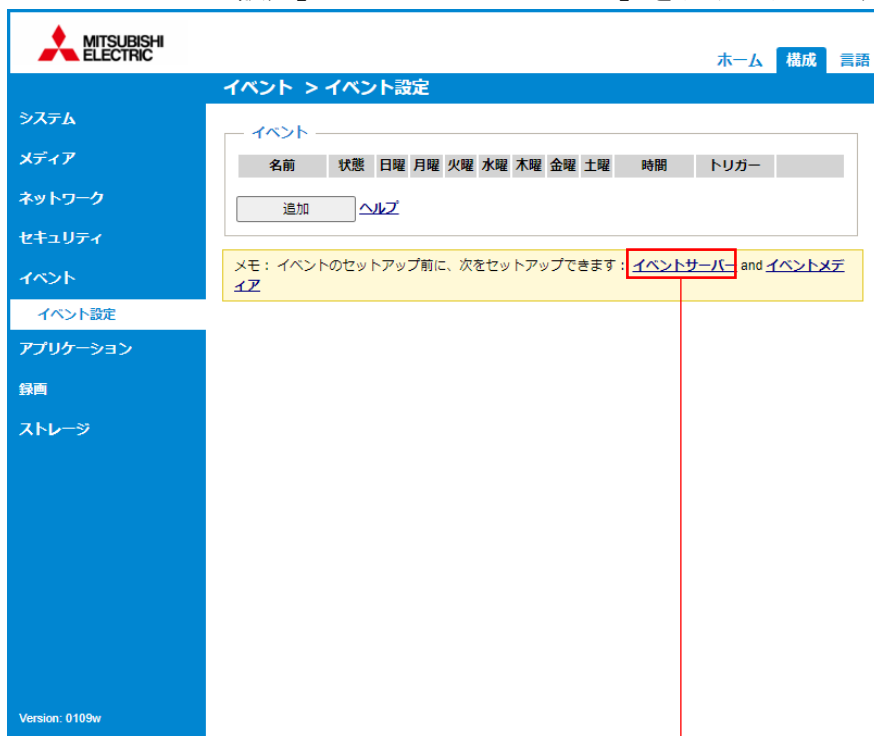 MITSUBISHI
ELECTRIC
ホーム 構成 言語
イベント > イベント設定
システム
メディア
ネットワーク
セキュリティ
イベント
イベント設定
アプリケーション
録画
ストレージ
Version: 0109w
イベント
名前 状態 日曜 月曜 火曜 水曜 木曜 金曜 土曜 時間 トリガー
追加 ヘルプ
メモ： イベントのセットアップ前に、次をセットアップできます： イベントサーバー and イベントメデ
ィア